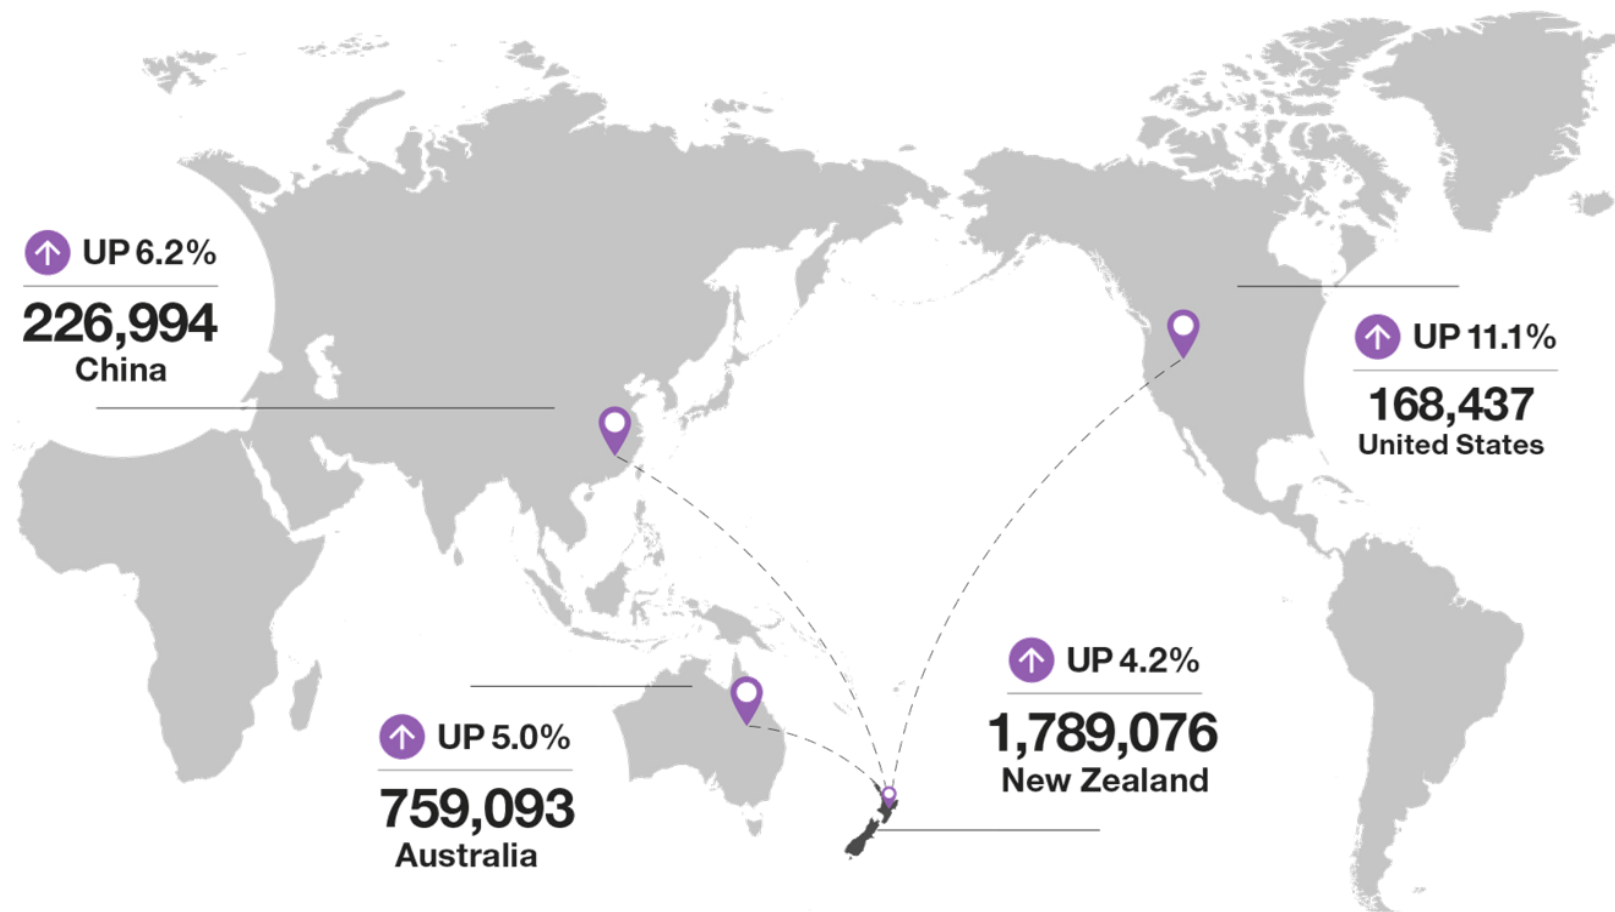 UP 6.2%
226,994
China
UP 11.1%
168,437
United States
UP 4.2%
1,789,076
New Zealand
UP 5.0%
759,093
Australia